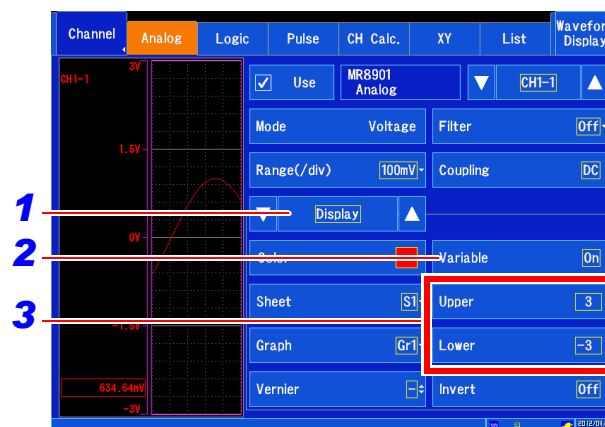 Channel Analog Logic Pulse CH Calc. XY List Wavefor
Display
CH1-1 3V
Use MR8901
Analog CH1-1
Mode Voltage Filter Off
1.5V
Range(/div) 100mV Coupling DC
1 Display
0V
2 Color Variable On
3 Sheet S1 Upper 3
-1.5V
Graph Gr1 Lower -3
634.64mV Vernier - Invert Off
-3V